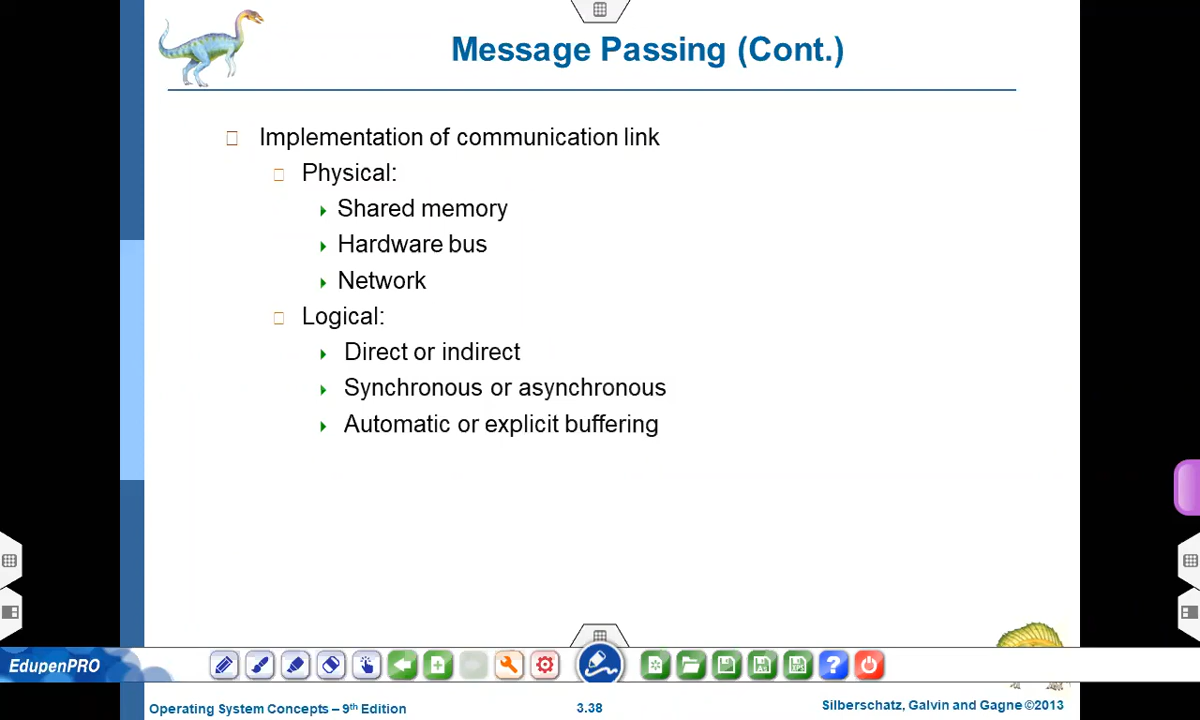 Message Passing (Cont.)
Implementation of communication link
Physical:
Shared memory
Hardware bus
Network
Logical:
Direct or indirect
Synchronous or asynchronous
Automatic or explicit buffering
EdupenPRO
Operating System Concepts – 9th Edition
3.38
Silberschatz, Galvin and Gagne ©2013